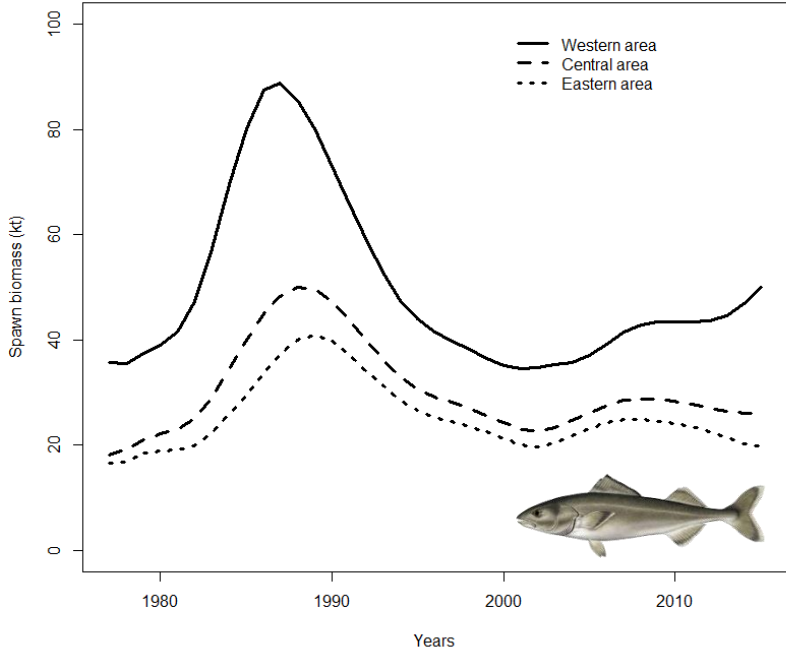 Western area
Central area
Eastern area
100
80
60
40
20
0
Spawn biomass (kt)
1980 1990 2000 2010
Years